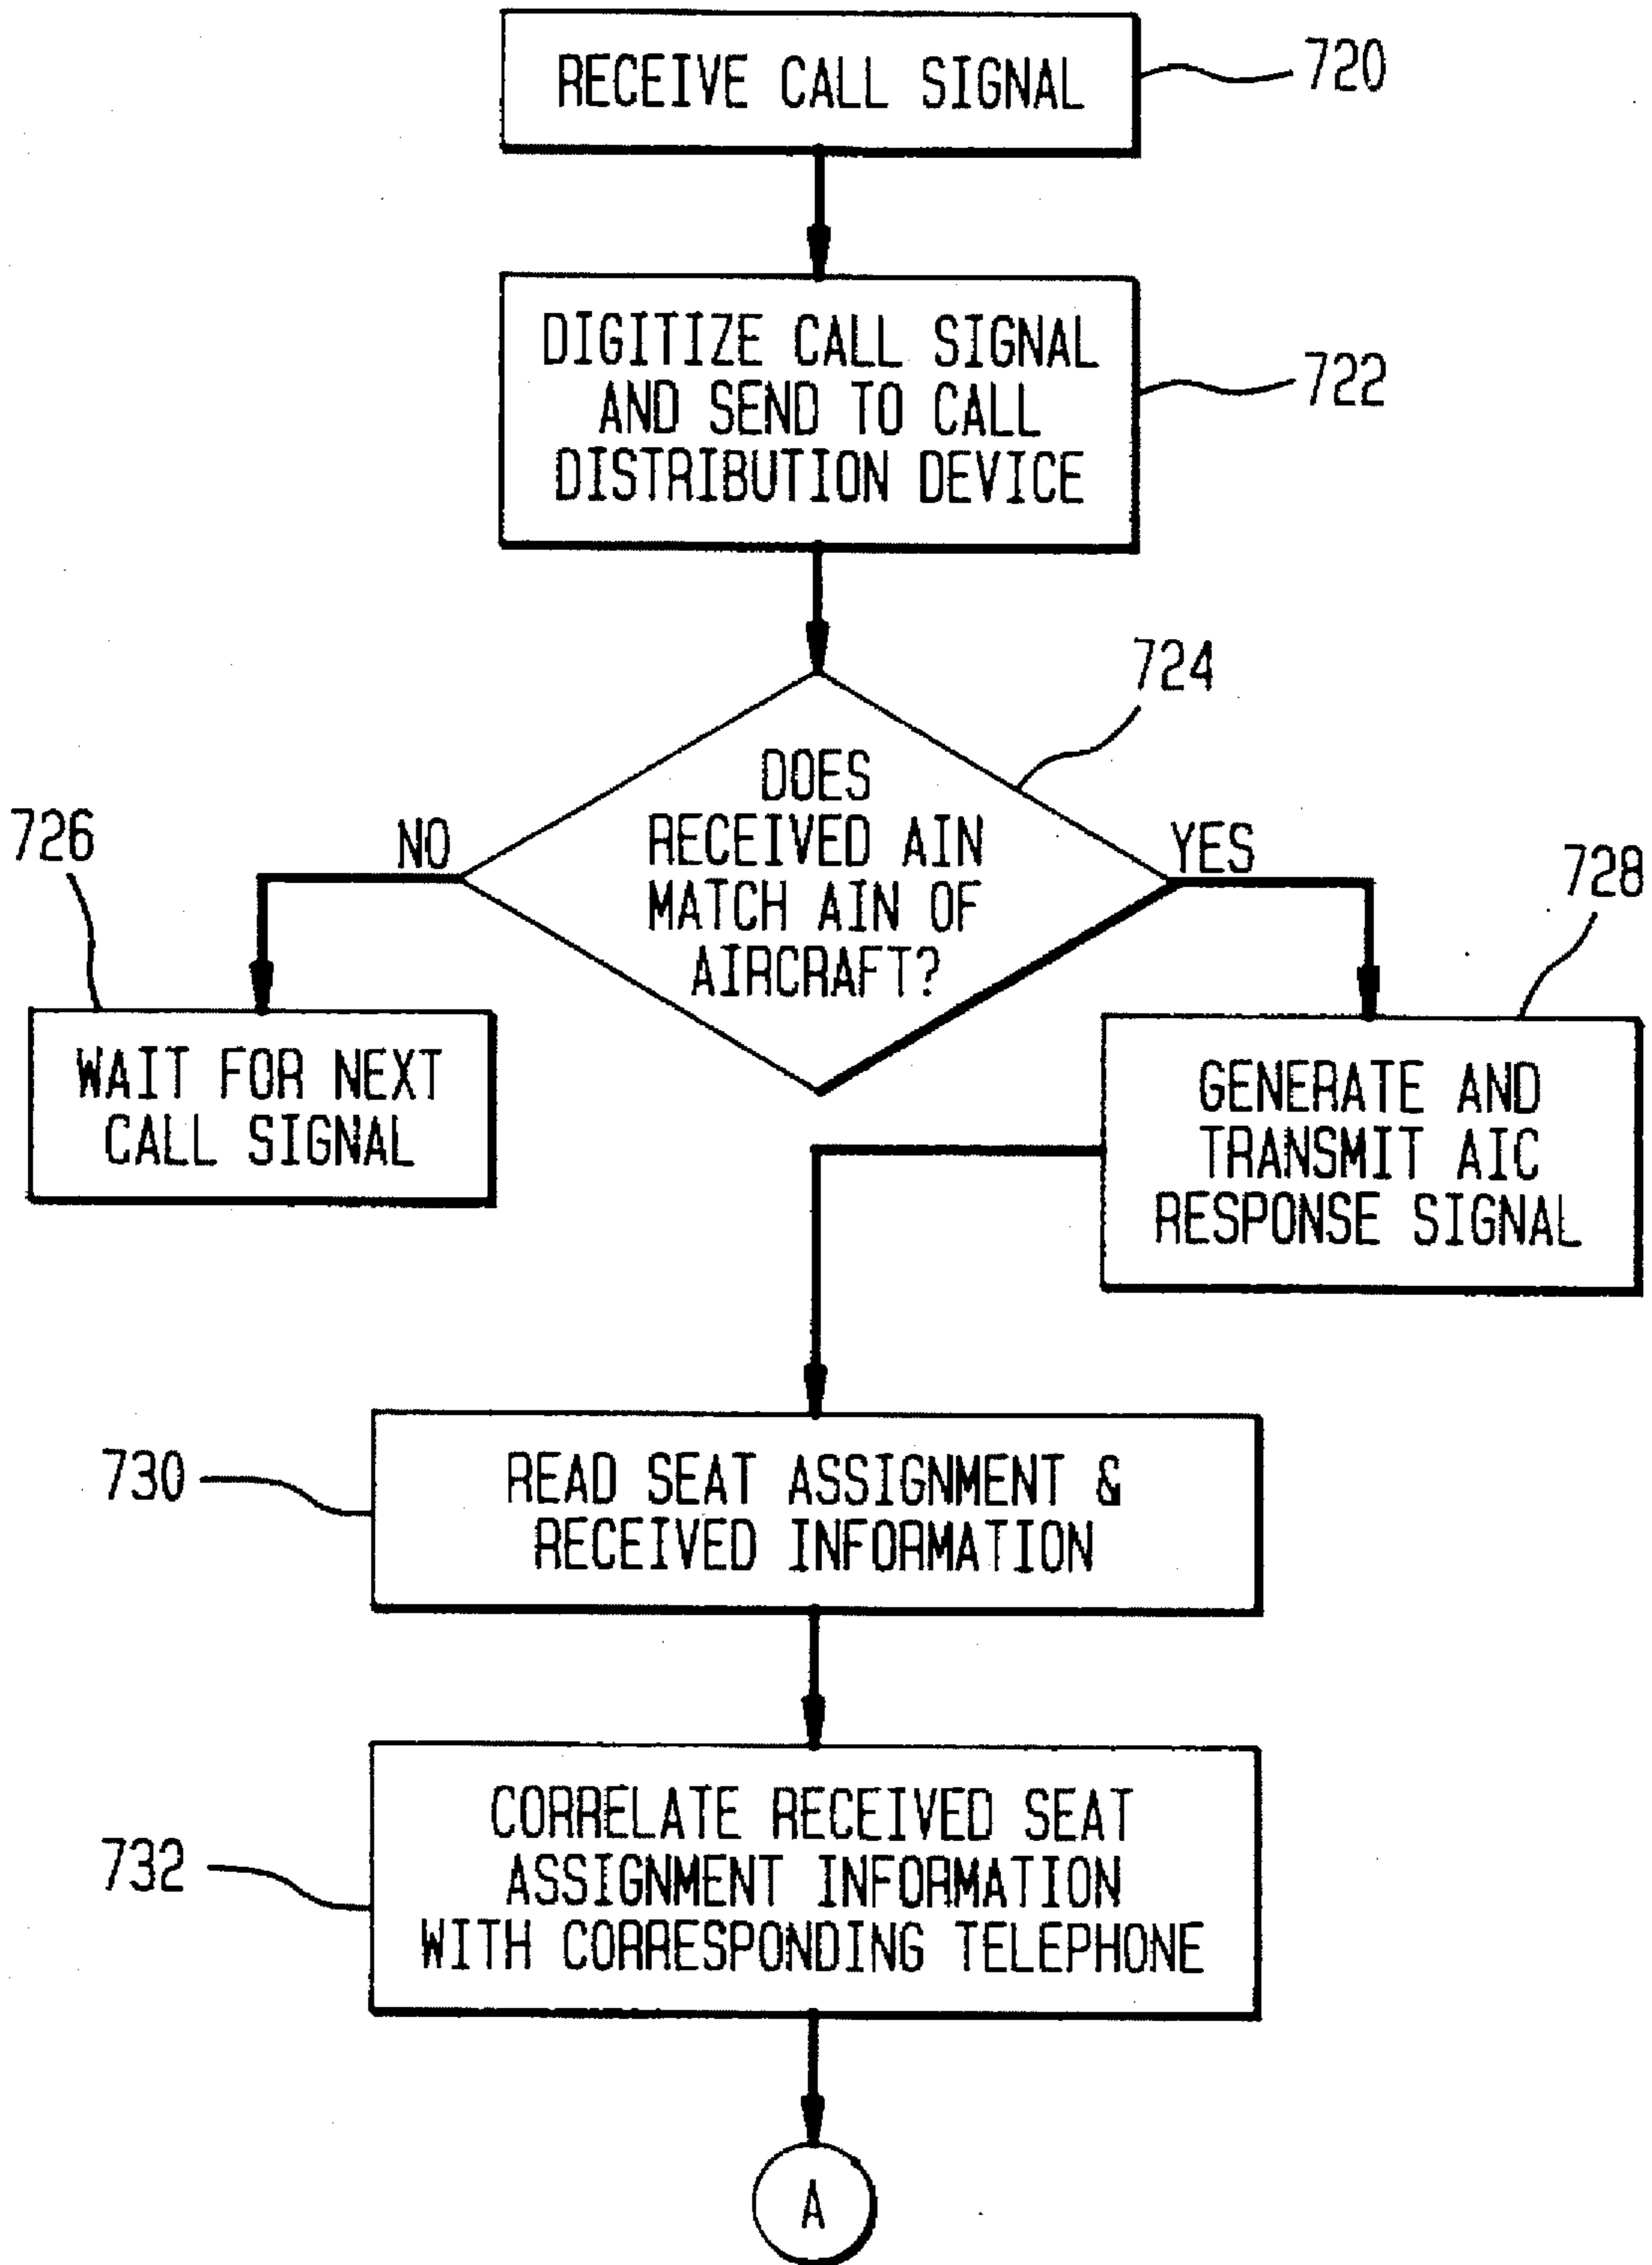 RECEIVE CALL SIGNAL
720
DIGITIZE CALL SIGNAL
AND SEND TO CALL
DISTRIBUTION DEVICE
722
724
DOES
RECEIVED AIN
MATCH AIN OF
AIRCRAFT?
NO
YES
726
WAIT FOR NEXT
CALL SIGNAL
728
GENERATE AND
TRANSMIT AIC
RESPONSE SIGNAL
730
READ SEAT ASSIGNMENT &
RECEIVED INFORMATION
732
CORRELATE RECEIVED SEAT
ASSIGNMENT INFORMATION
WITH CORRESPONDING TELEPHONE
A